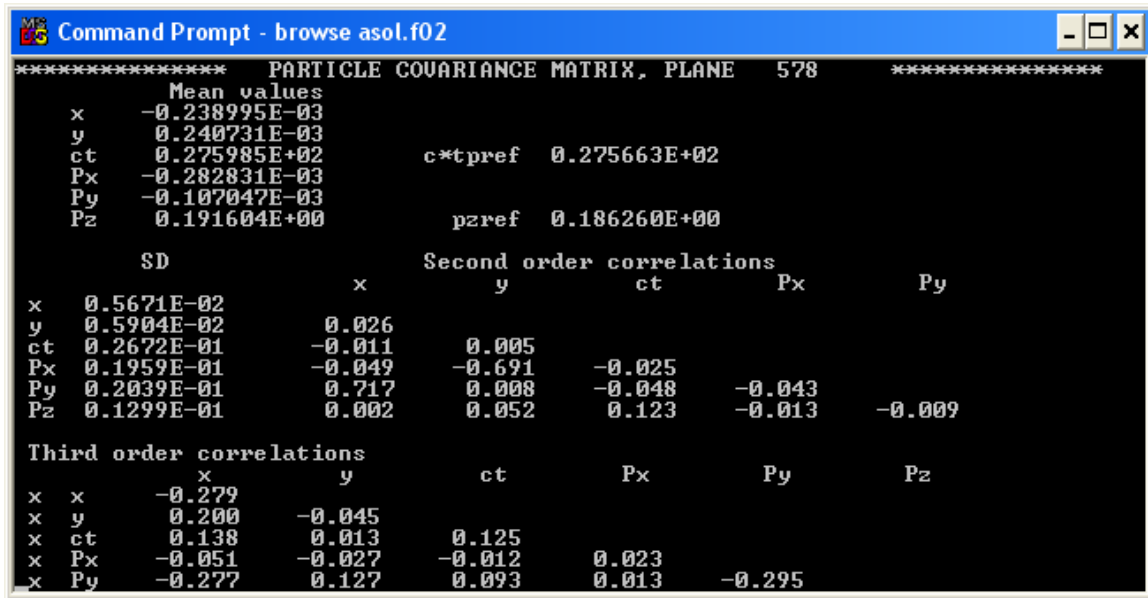 Command Prompt - browse asol.f02
*************** PARTICLE COVARIANCE MATRIX, PLANE 578 ***************
Mean values
x -0.238995E-03
y 0.240731E-03
ct 0.275985E+02 c*tpref 0.275663E+02
Px -0.282831E-03
Py -0.107047E-03
Pz 0.191604E+00 pzref 0.186260E+00
SD Second order correlations
x y ct Px Py
x 0.5671E-02
y 0.5904E-02 0.026
ct 0.2672E-01 -0.011 0.005
Px 0.1959E-01 -0.049 -0.691 -0.025
Py 0.2039E-01 0.717 0.008 -0.048 -0.043
Pz 0.1299E-01 0.002 0.052 0.123 -0.013 -0.009
Third order correlations
x y ct Px Py Pz
x x -0.279
x y 0.200 -0.045
x ct 0.138 0.013 0.125
x Px -0.051 -0.027 -0.012 0.023
x Py -0.277 0.127 0.093 0.013 -0.295